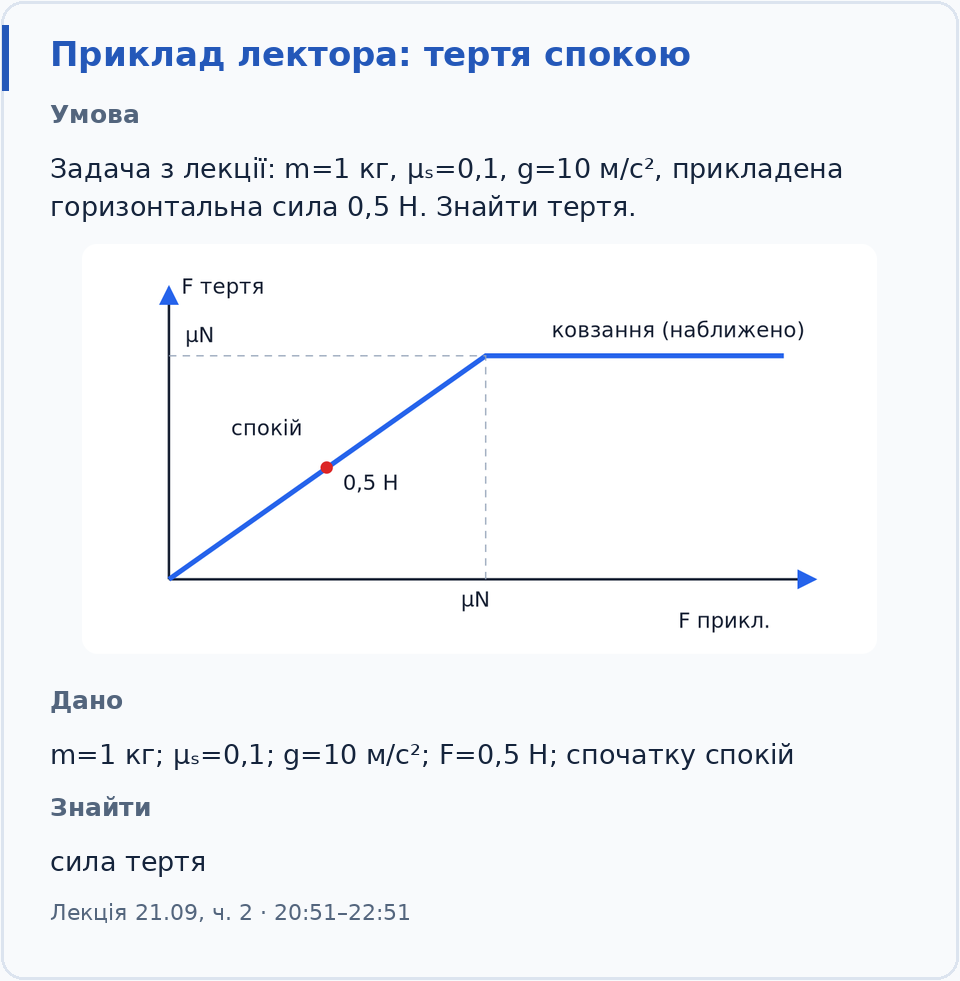 Приклад лектора: тертя спокою
Умова
Задача з лекції: m=1 кг, μₛ=0,1, g=10 м/с², прикладена
горизонтальна сила 0,5 Н. Знайти тертя.
F тертя
μN
ковзання (наближено)
спокій
0,5 Н
μN
F прикл.
Дано
m=1 кг; μₛ=0,1; g=10 м/с²; F=0,5 Н; спочатку спокій
Знайти
сила тертя
Лекція 21.09, ч. 2 · 20:51–22:51